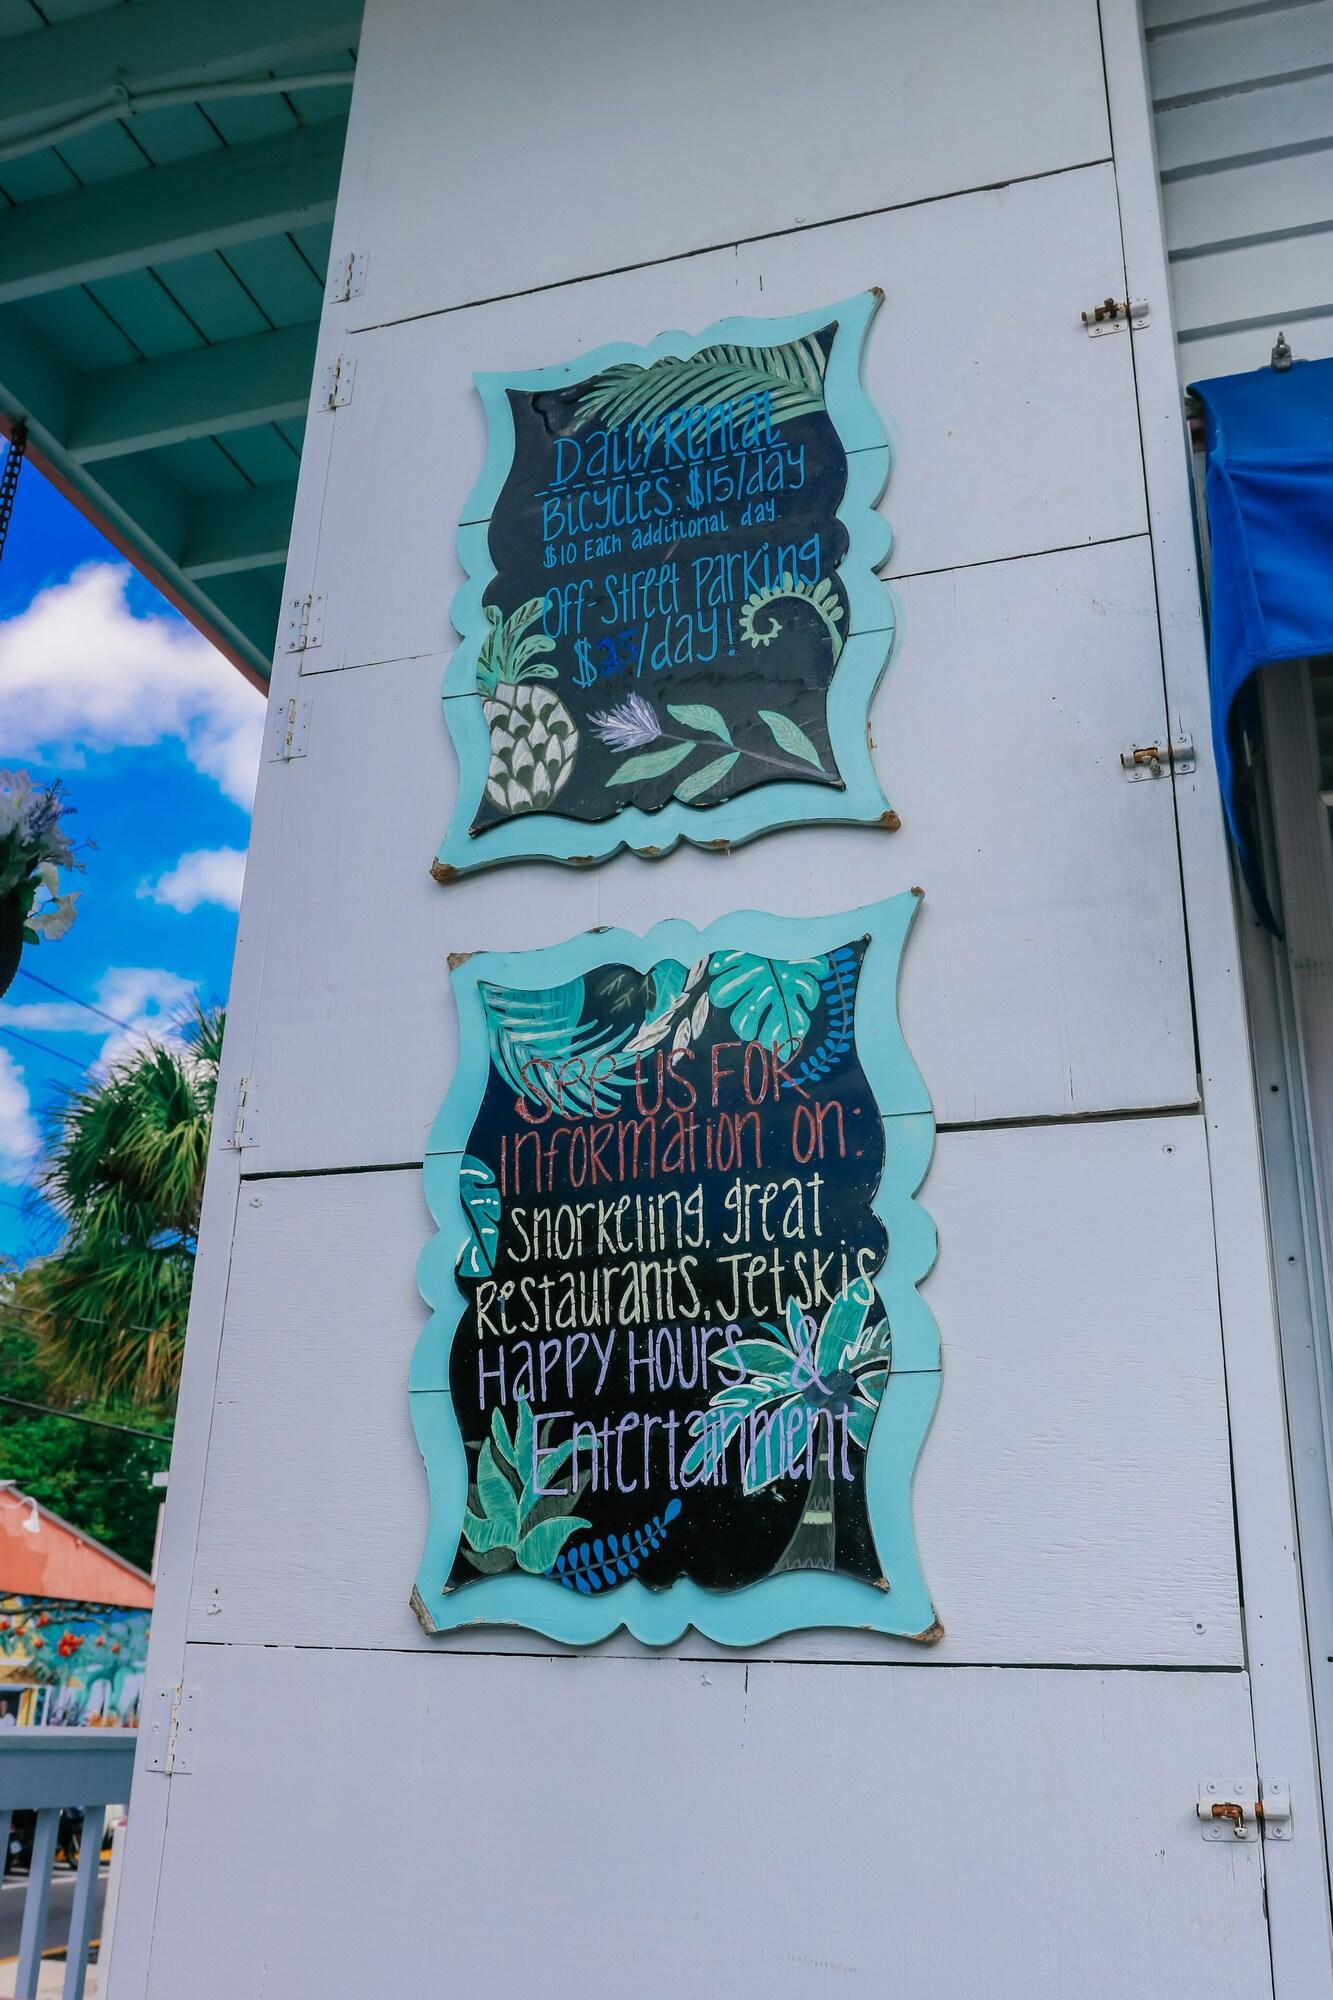 Daily Rental
Bicycles: $15/day
$10 Each additional day.
Off-Street Parking
$25/day!
See us for
information on:
snorkeling, great
Restaurants, Jetskis
Happy Hours &
Entertainment